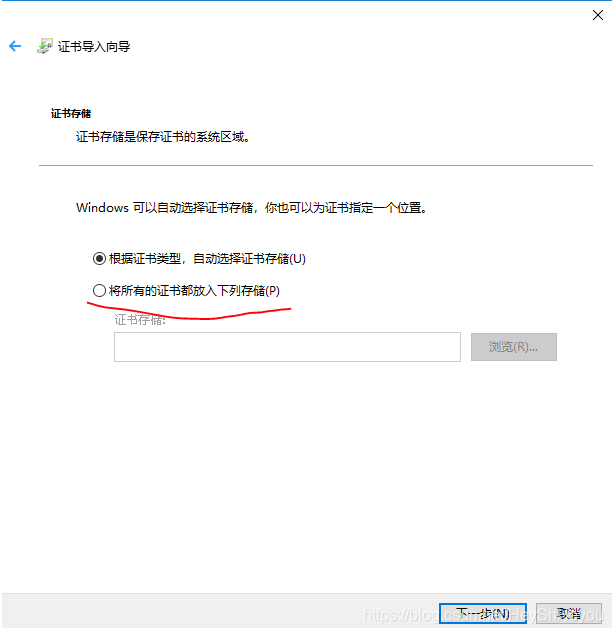 证书导入向导
证书存储
证书存储是保存证书的系统区域。
Windows 可以自动选择证书存储，你也可以为证书指定一个位置。
根据证书类型，自动选择证书存储(U)
将所有的证书都放入下列存储(P)
证书存储:
浏览(R)...
下一步(N)
取消
https://blog.csdn